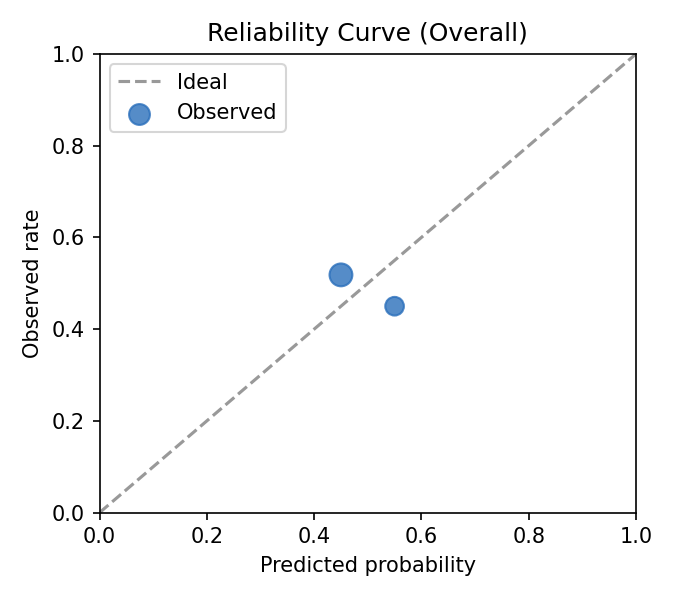 Reliability Curve (Overall)
Ideal
Observed
Observed rate
1.0
0.8
0.6
0.4
0.2
0.0
0.0 0.2 0.4 0.6 0.8 1.0
Predicted probability